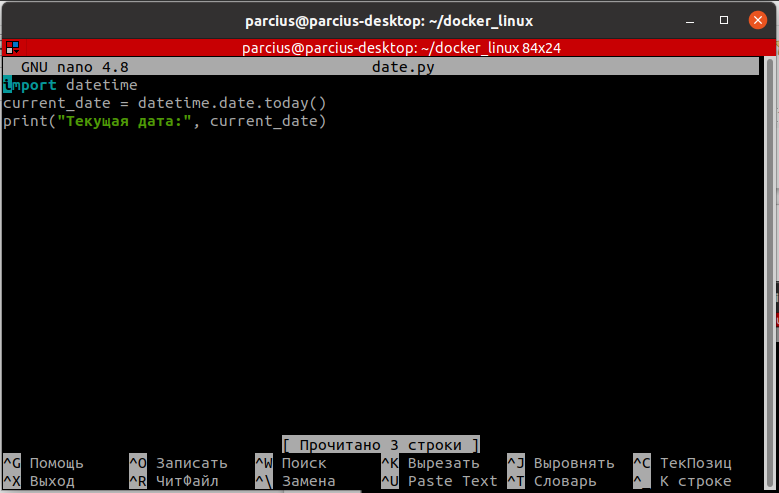 parcius@parcius-desktop: ~/docker_linux
parcius@parcius-desktop: ~/docker_linux 84x24
GNU nano 4.8 date.py
import datetime
current_date = datetime.date.today()
print("Текущая дата:", current_date)
[ Прочитано 3 строки ]
^G Помощь ^O Записать ^W Поиск ^K Вырезать ^J Выровнять ^C ТекПозиц
^X Выход ^R ЧитФайл ^\ Замена ^U Paste Text ^T Словарь ^_ К строке